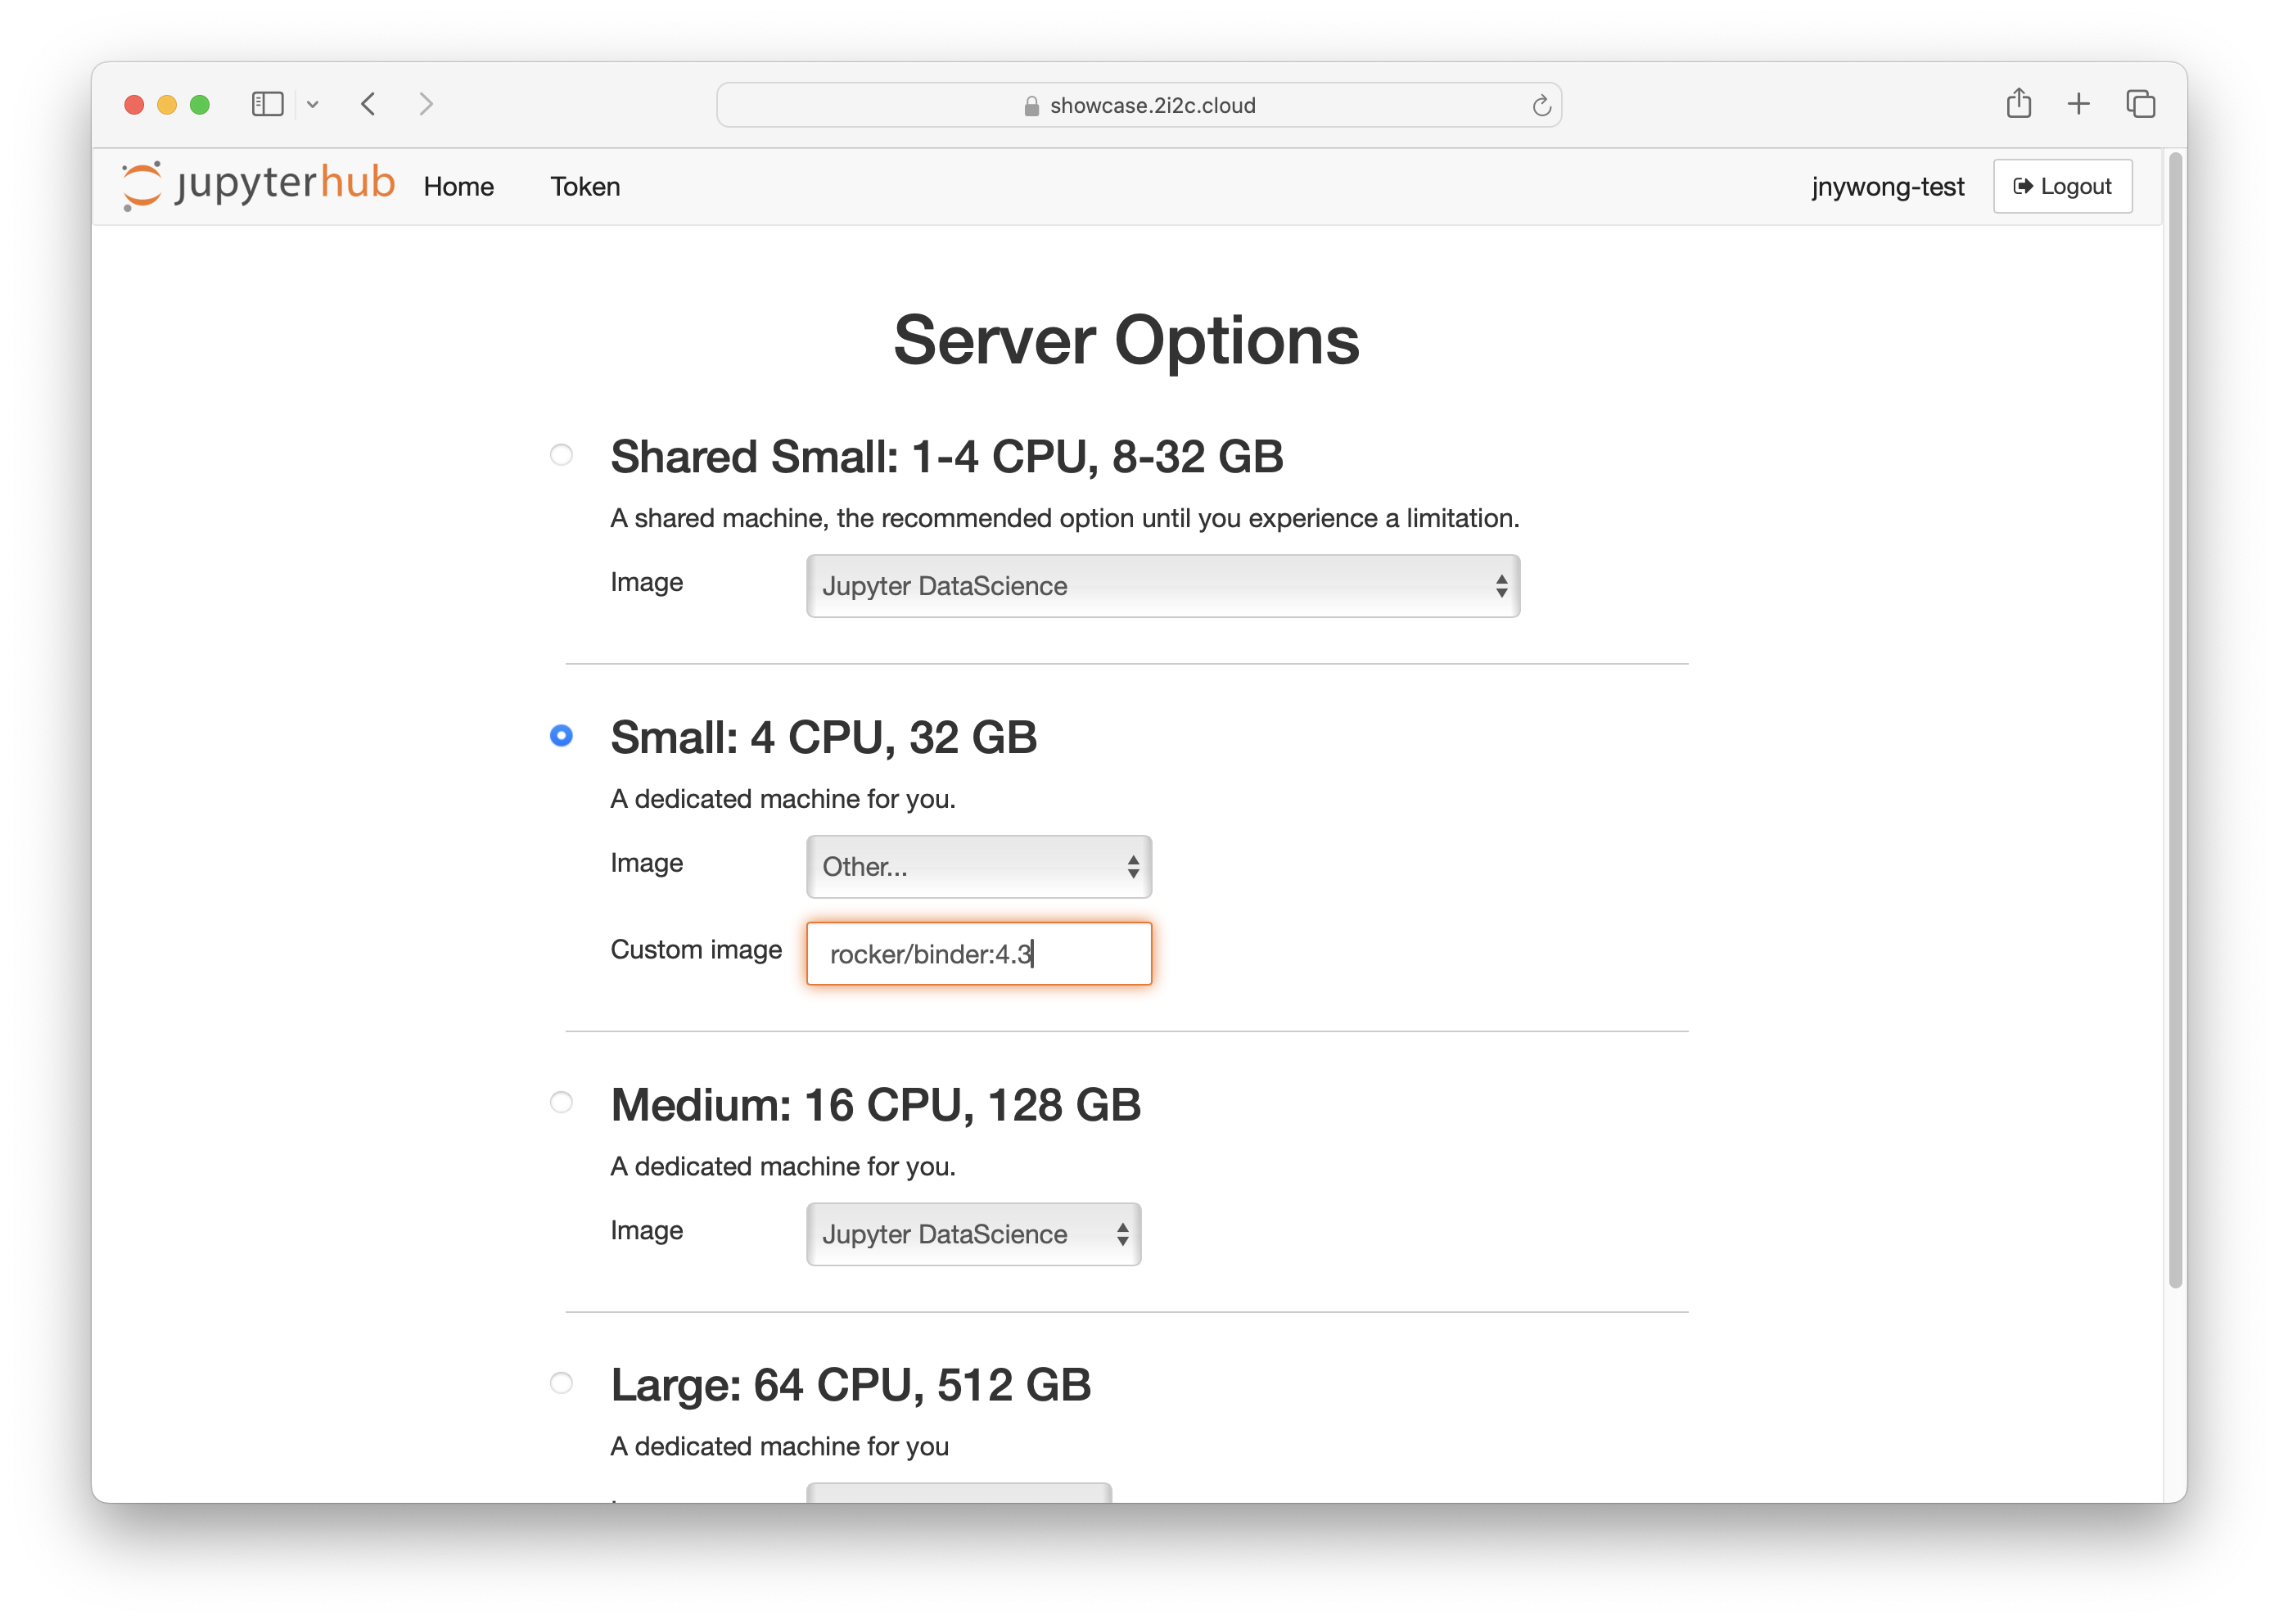 showcase.2i2c.cloud
jupyterhub Home Token jnywong-test Logout
Server Options
Shared Small: 1-4 CPU, 8-32 GB
A shared machine, the recommended option until you experience a limitation.
Image Jupyter DataScience
Small: 4 CPU, 32 GB
A dedicated machine for you.
Image Other...
Custom image rocker/binder:4.3
Medium: 16 CPU, 128 GB
A dedicated machine for you.
Image Jupyter DataScience
Large: 64 CPU, 512 GB
A dedicated machine for you